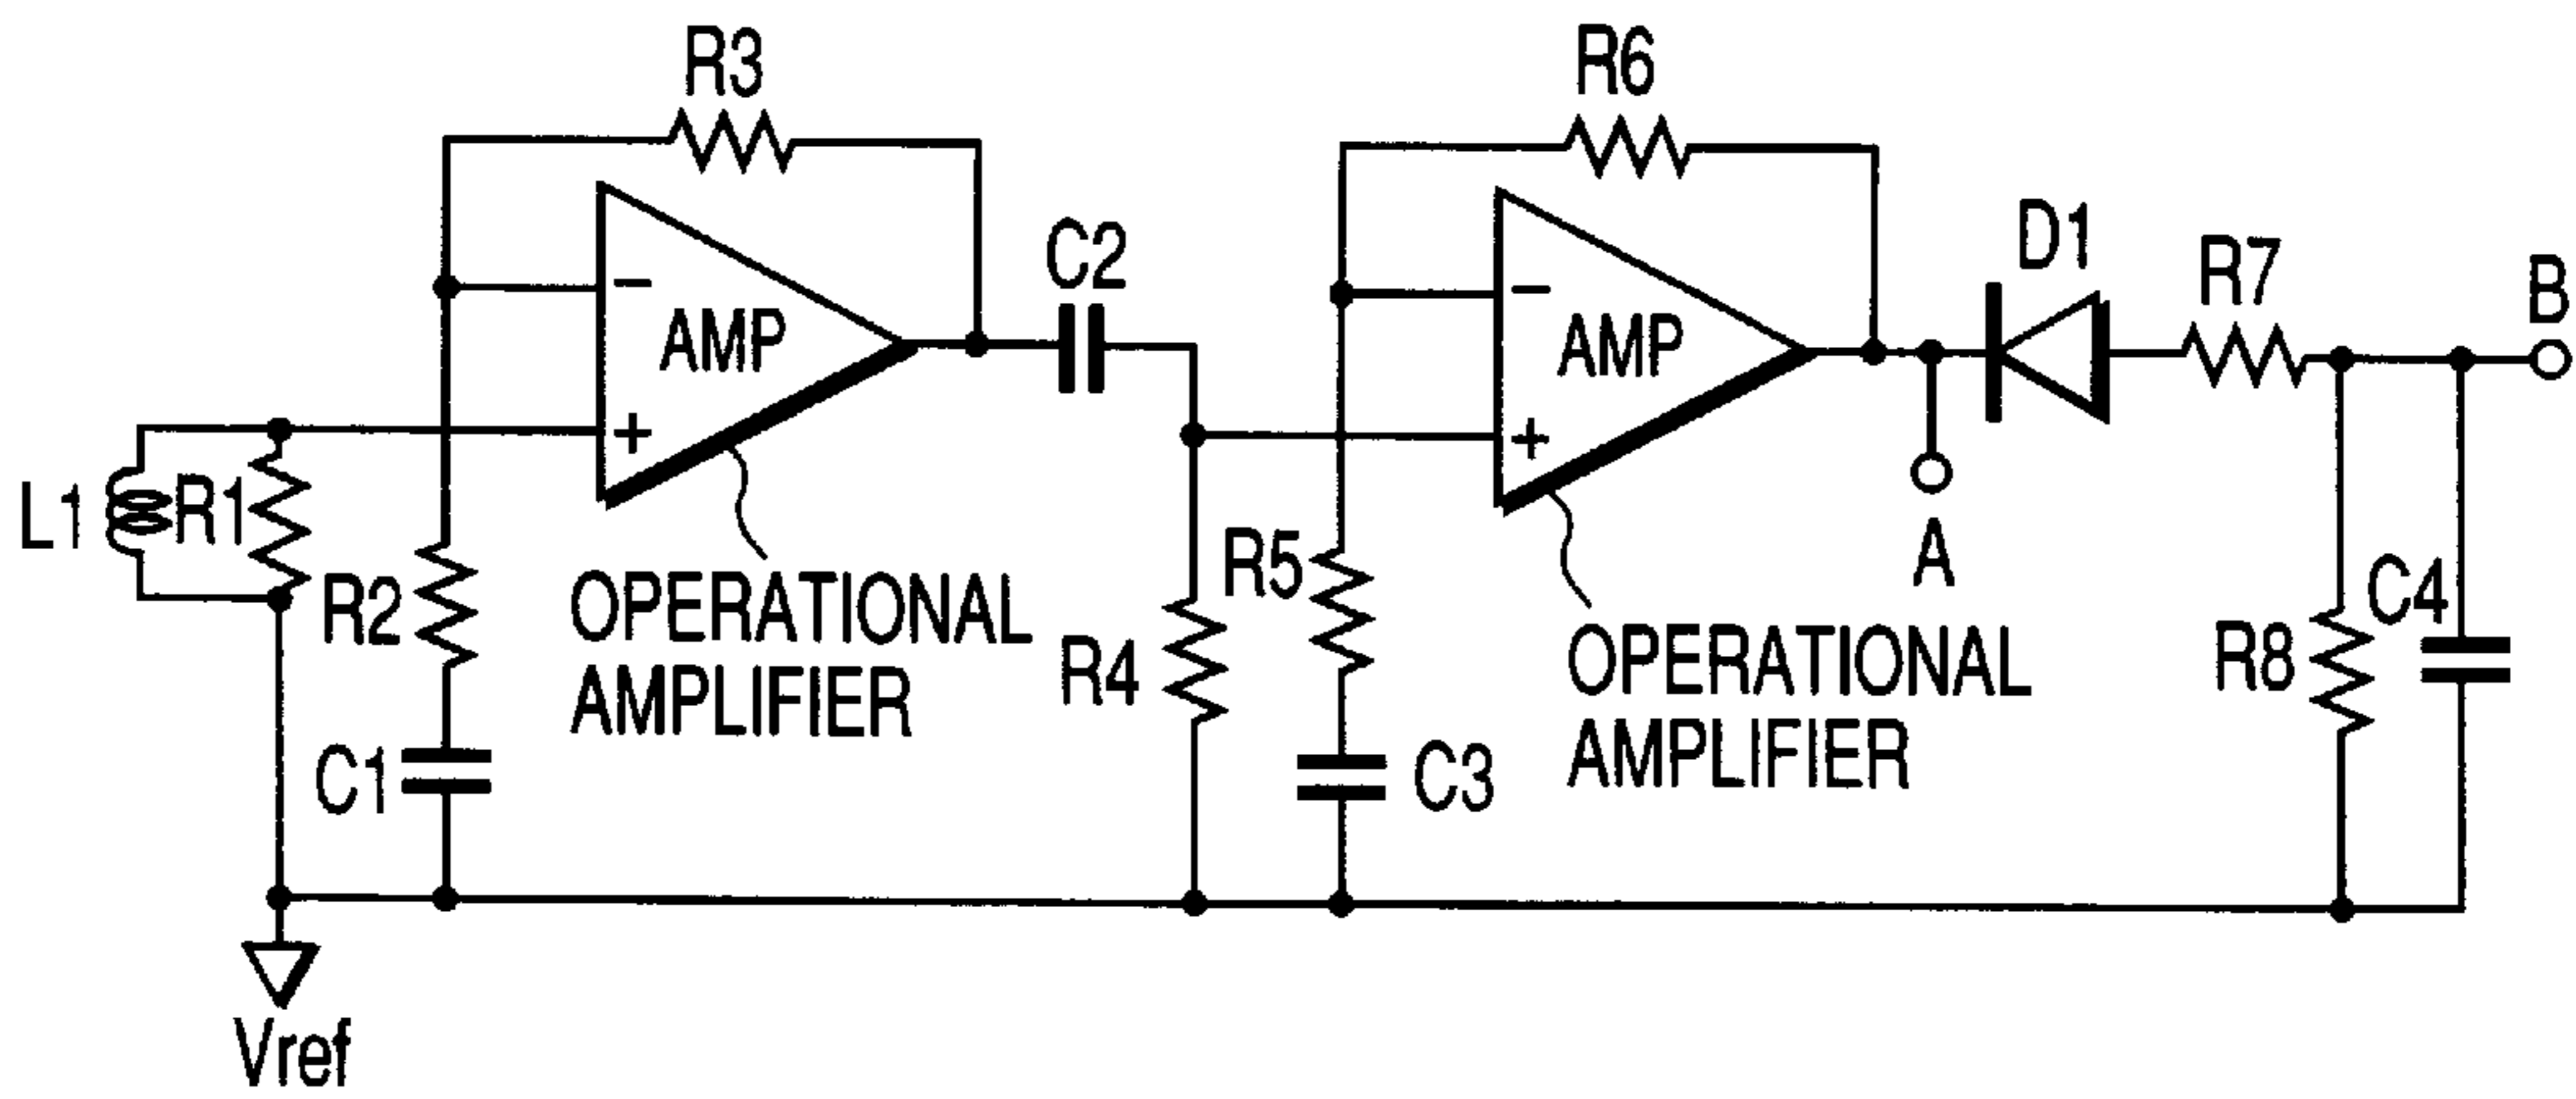 R3
R6
D1
R7
B
C2
−
AMP
+
−
AMP
+
L1
R1
A
R2
OPERATIONAL
AMPLIFIER
R4
R5
OPERATIONAL
AMPLIFIER
R8
C4
C1
C3
Vref